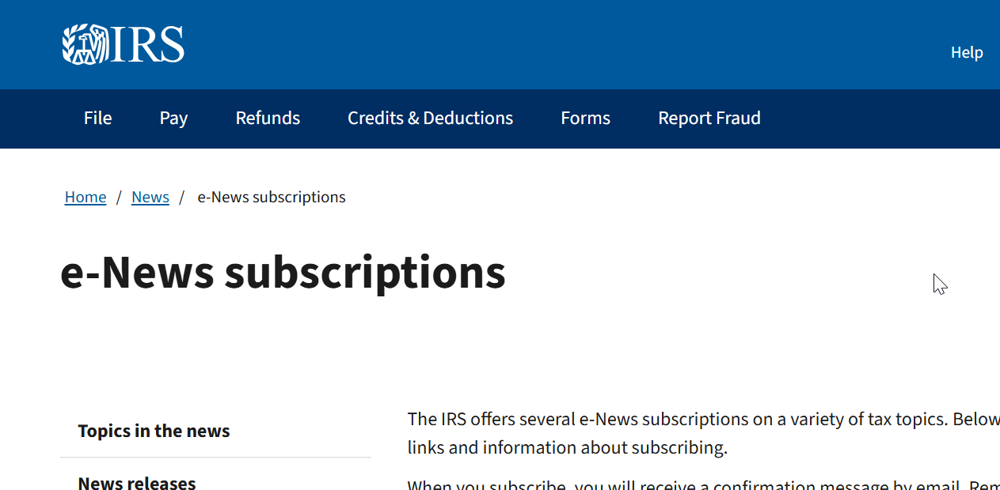 IRS
Help
File Pay Refunds Credits & Deductions Forms Report Fraud
Home / News / e-News subscriptions
e-News subscriptions
Topics in the news
News releases
The IRS offers several e-News subscriptions on a variety of tax topics. Below
links and information about subscribing.
When you subscribe, you will receive a confirmation message by email. Rem